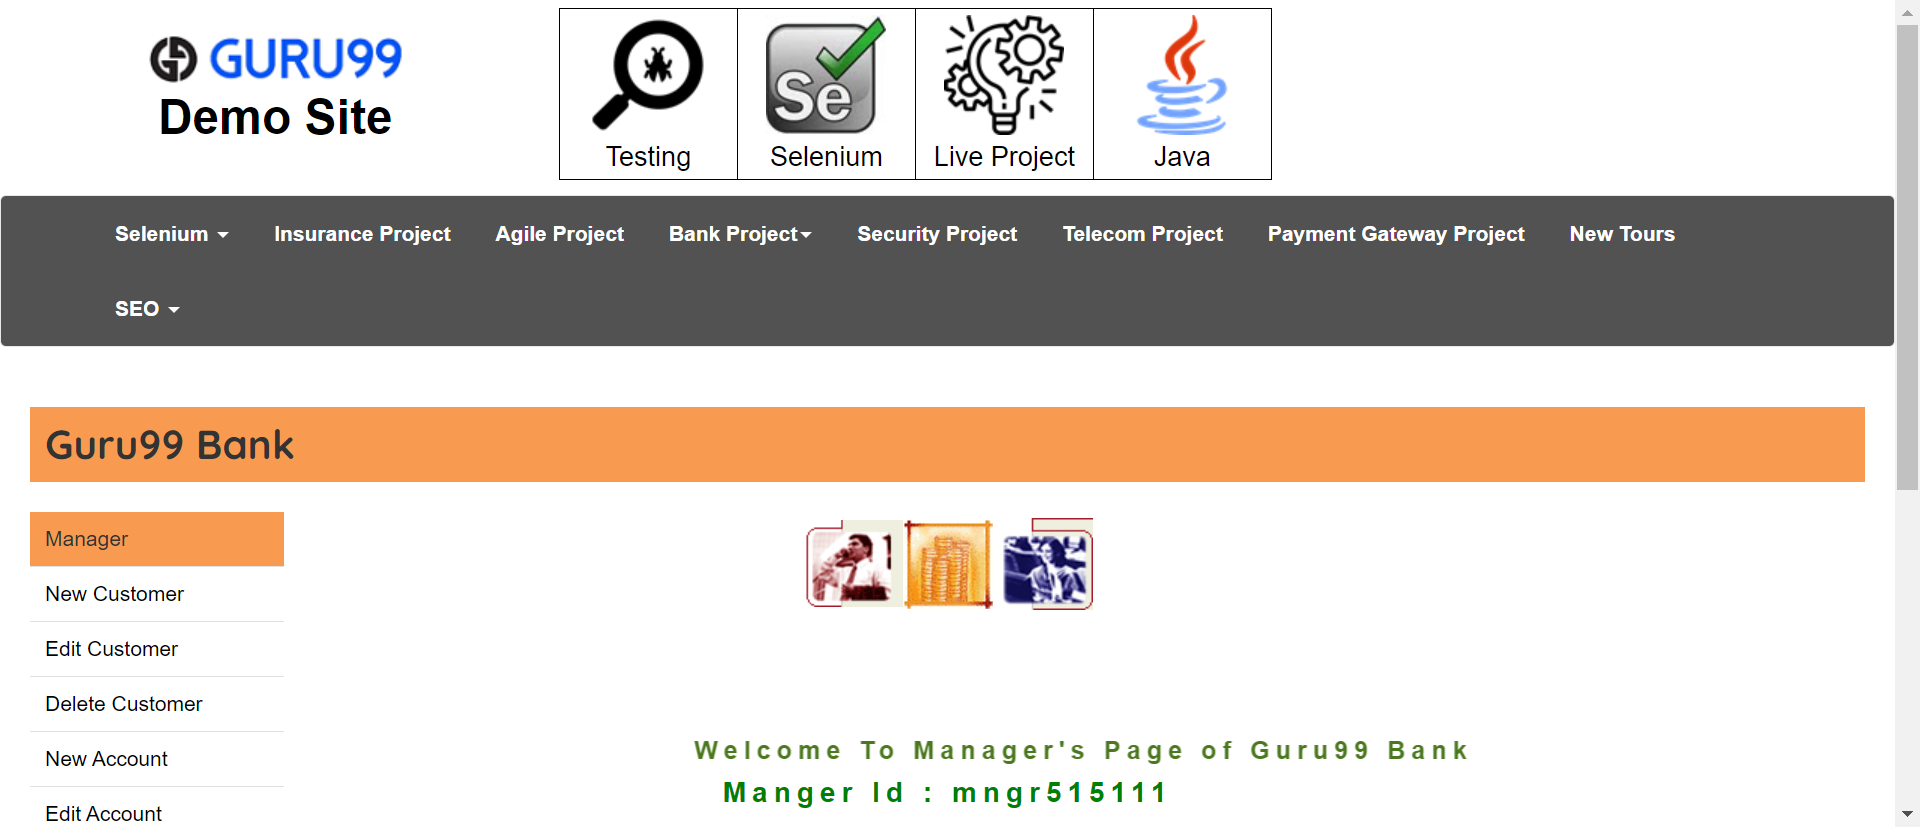 GURU99
Demo Site
Testing
Se
Selenium
Live Project
Java
Selenium
Insurance Project
Agile Project
Bank Project
Security Project
Telecom Project
Payment Gateway Project
New Tours
SEO
Guru99 Bank
Manager
New Customer
Edit Customer
Delete Customer
New Account
Edit Account
Welcome To Manager's Page of Guru99 Bank
Manger Id : mngr515111